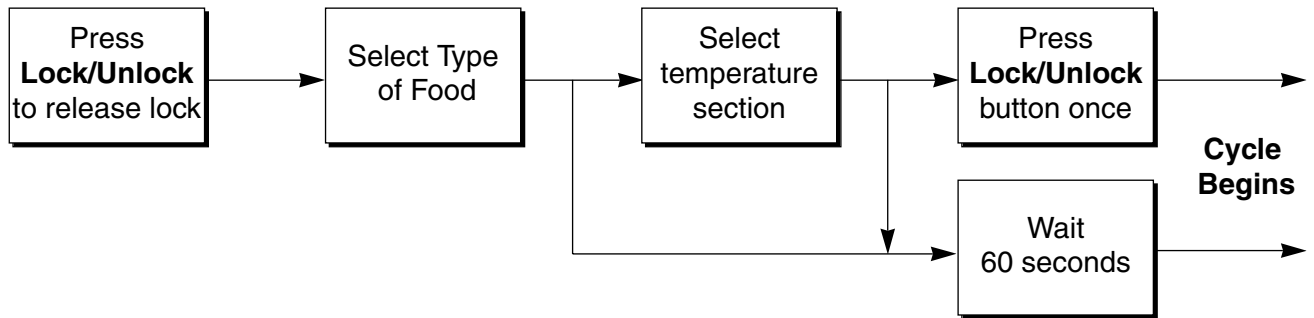 Press
Lock/Unlock
to release lock
Select Type
of Food
Select
temperature
section
Press
Lock/Unlock
button once
Cycle
Begins
Wait
60 seconds